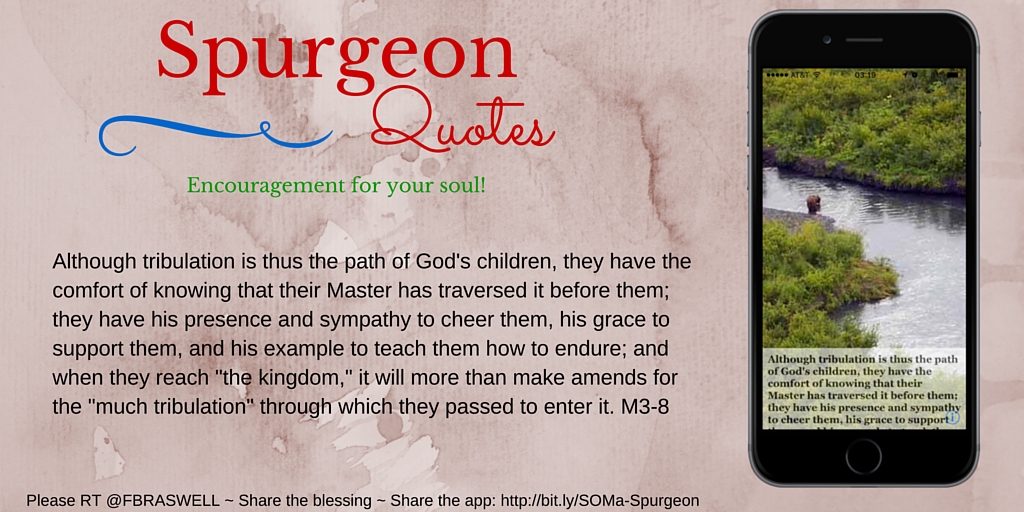 Spurgeon
Quotes
Encouragement for your soul!
Although tribulation is thus the path of God's children, they have the
comfort of knowing that their Master has traversed it before them;
they have his presence and sympathy to cheer them, his grace to
support them, and his example to teach them how to endure; and
when they reach "the kingdom," it will more than make amends for
the "much tribulation" through which they passed to enter it. M3-8
Please RT @FBRASWELL ~ Share the blessing ~ Share the app: http://bit.ly/SOMa-Spurgeon
AT&T 03:19
Although tribulation is thus the path
of God's children, they have the
comfort of knowing that their
Master has traversed it before them;
they have his presence and sympathy
to cheer them, his grace to support